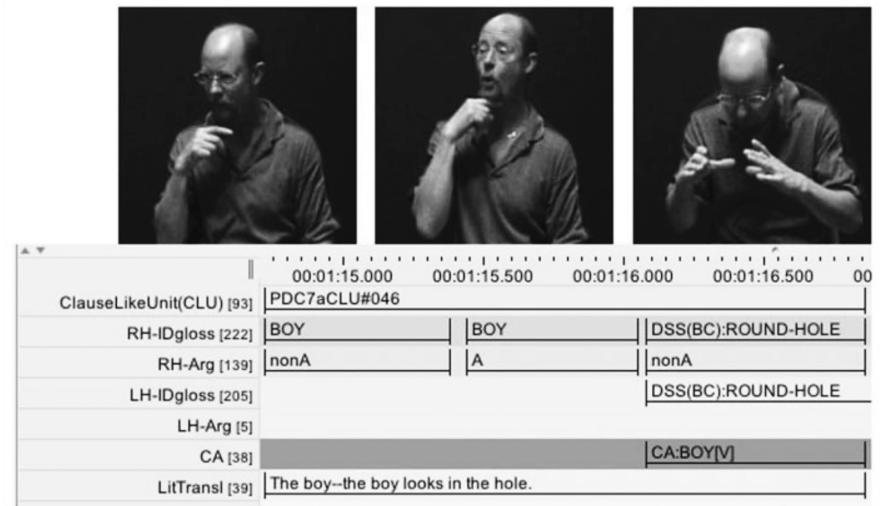 00:01:15.000 00:01:15.500 00:01:16.000 00:01:16.500 00
ClauseLikeUnit(CLU) [93] PDC7aCLU#046
RH-IDgloss [222] BOY BOY DSS(BC):ROUND-HOLE
RH-Arg [139] nonA A nonA
LH-IDgloss [205] DSS(BC):ROUND-HOLE
LH-Arg [5]
CA [38] CA:BOY[V]
LitTransl [39] The boy--the boy looks in the hole.